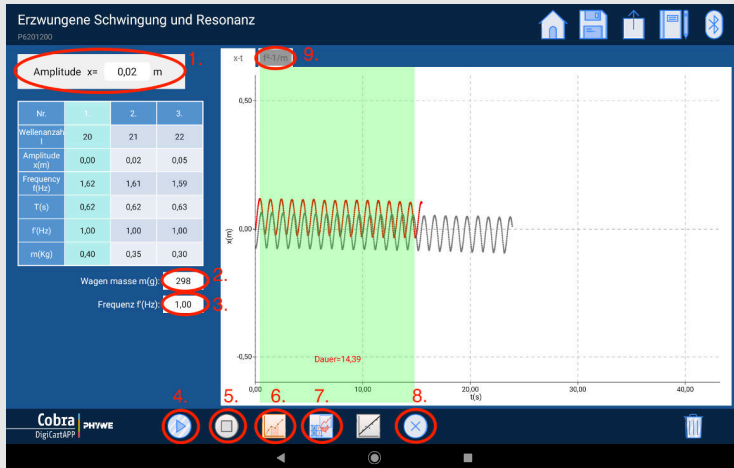 Erzwungene Schwingung und Resonanz
P6201200
Amplitude x= 0,02 m
1.
x-t
f²-1/m
9.
Nr. 1. 2. 3.
Wellenanzahl 20 21 22
Amplitude x(m) 0,00 0,02 0,05
Frequency f(Hz) 1,62 1,61 1,59
T(s) 0,62 0,62 0,63
f'(Hz) 1,00 1,00 1,00
m(Kg) 0,40 0,35 0,30
Wagen masse m(g): 298
2.
Frequenz f'(Hz): 1,00
3.
0,50
0,00
-0,50
x(m)
Dauer=14,39
0,00 10,00 20,00 30,00 40,00
t(s)
4. 5. 6. 7. 8.
Cobra
DigiCartAPP
PHYWE